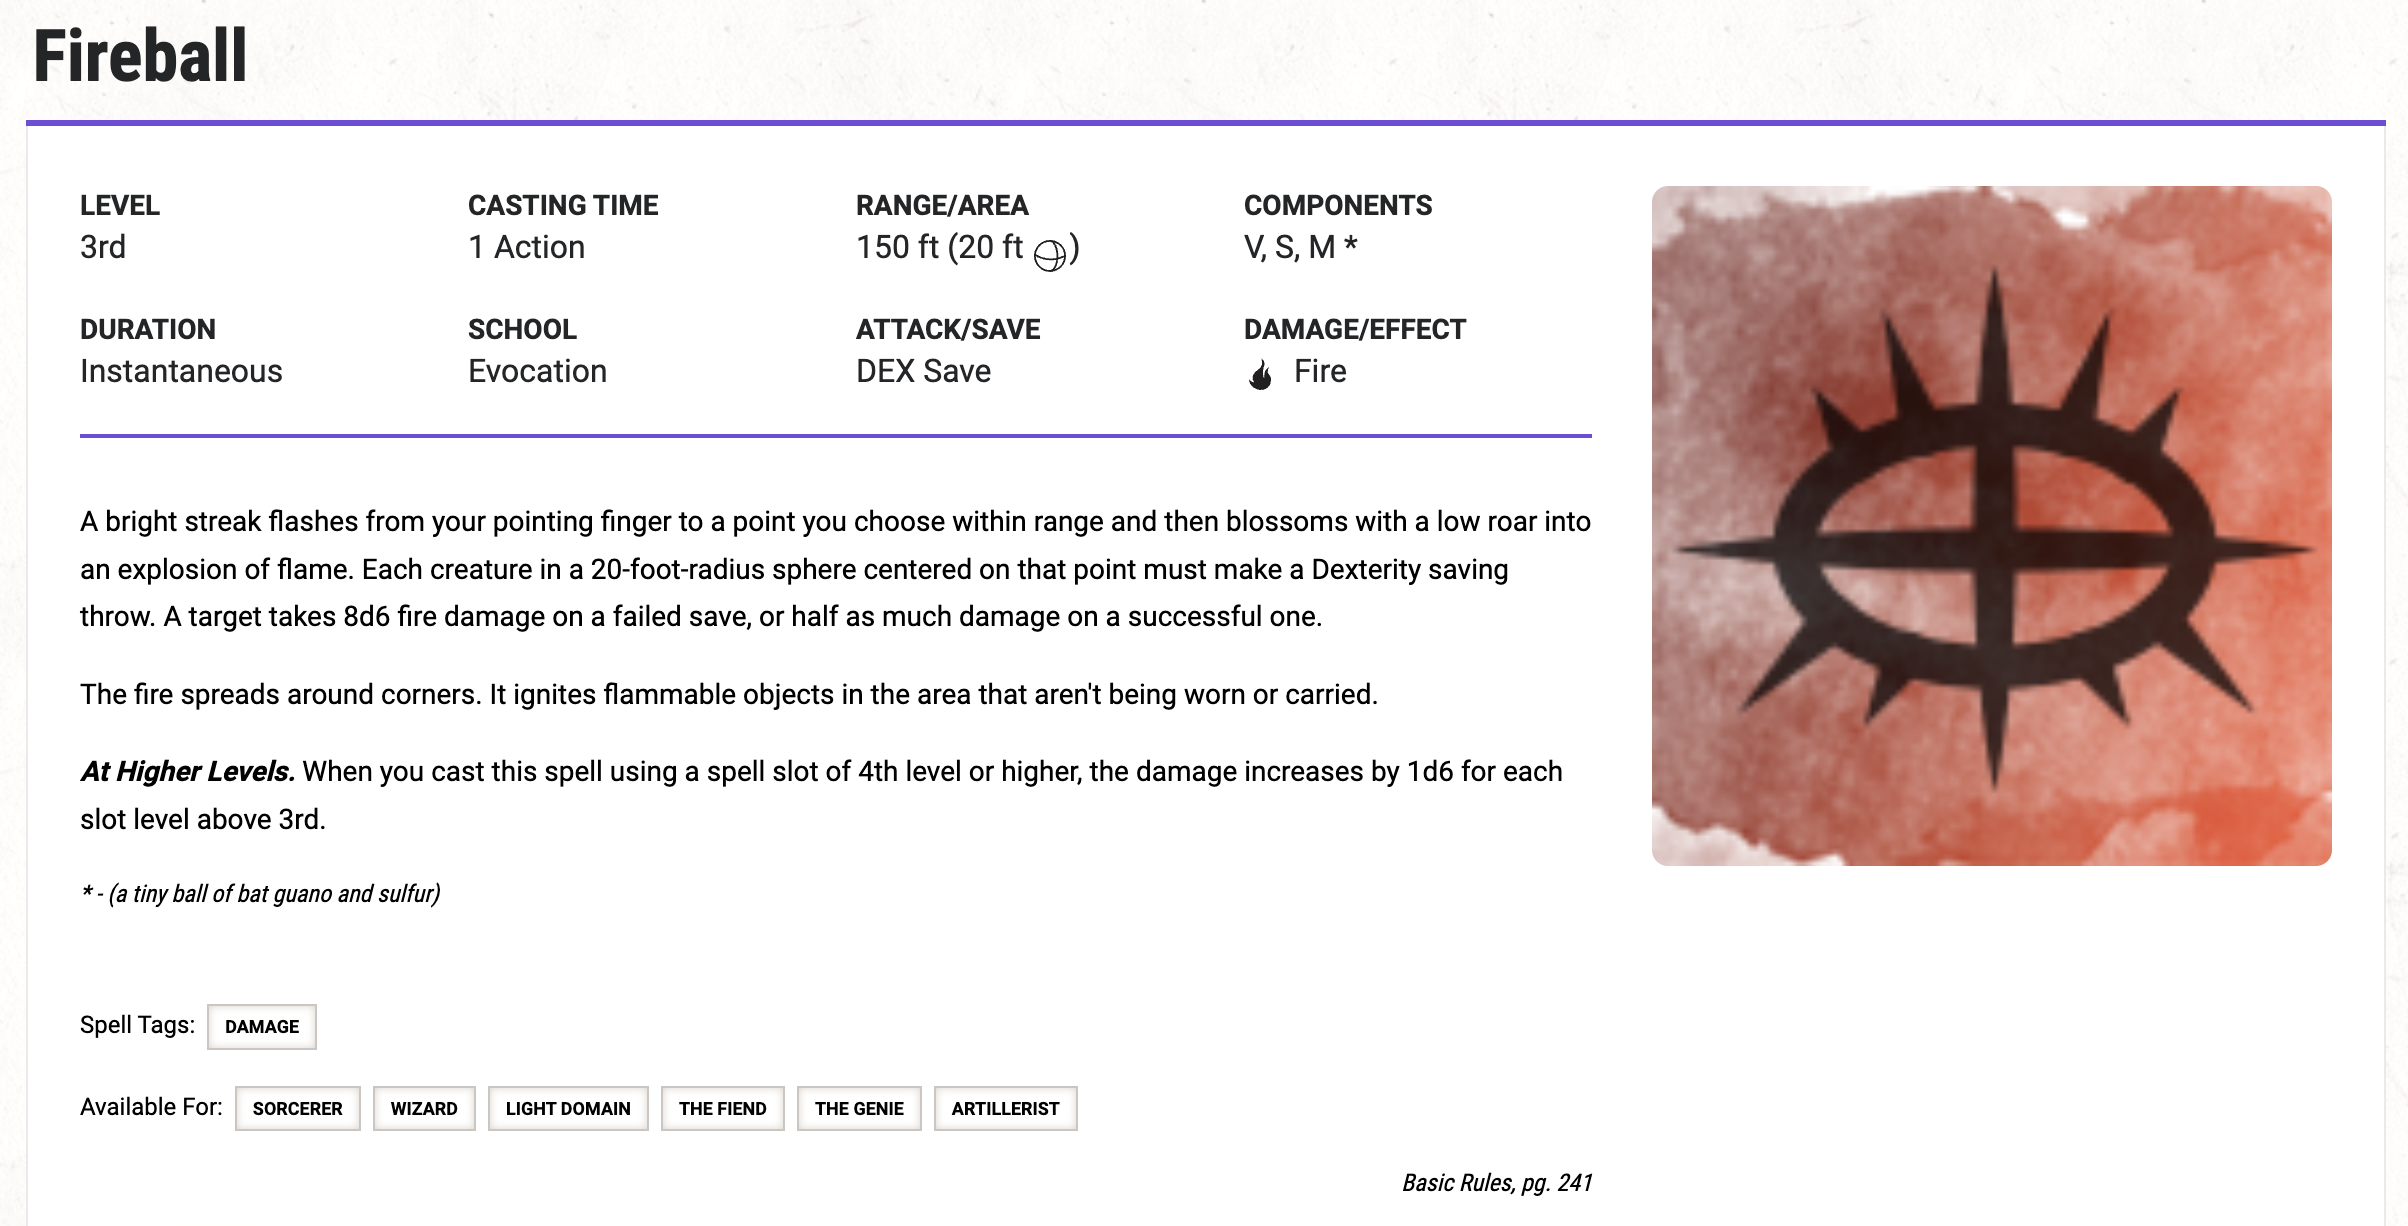 Fireball
LEVEL
3rd
CASTING TIME
1 Action
RANGE/AREA
150 ft (20 ft )
COMPONENTS
V, S, M *
DURATION
Instantaneous
SCHOOL
Evocation
ATTACK/SAVE
DEX Save
DAMAGE/EFFECT
Fire
A bright streak flashes from your pointing finger to a point you choose within range and then blossoms with a low roar into
an explosion of flame. Each creature in a 20-foot-radius sphere centered on that point must make a Dexterity saving
throw. A target takes 8d6 fire damage on a failed save, or half as much damage on a successful one.
The fire spreads around corners. It ignites flammable objects in the area that aren't being worn or carried.
At Higher Levels. When you cast this spell using a spell slot of 4th level or higher, the damage increases by 1d6 for each
slot level above 3rd.
* - (a tiny ball of bat guano and sulfur)
Spell Tags: DAMAGE
Available For: SORCERER WIZARD LIGHT DOMAIN THE FIEND THE GENIE ARTILLERIST
Basic Rules, pg. 241